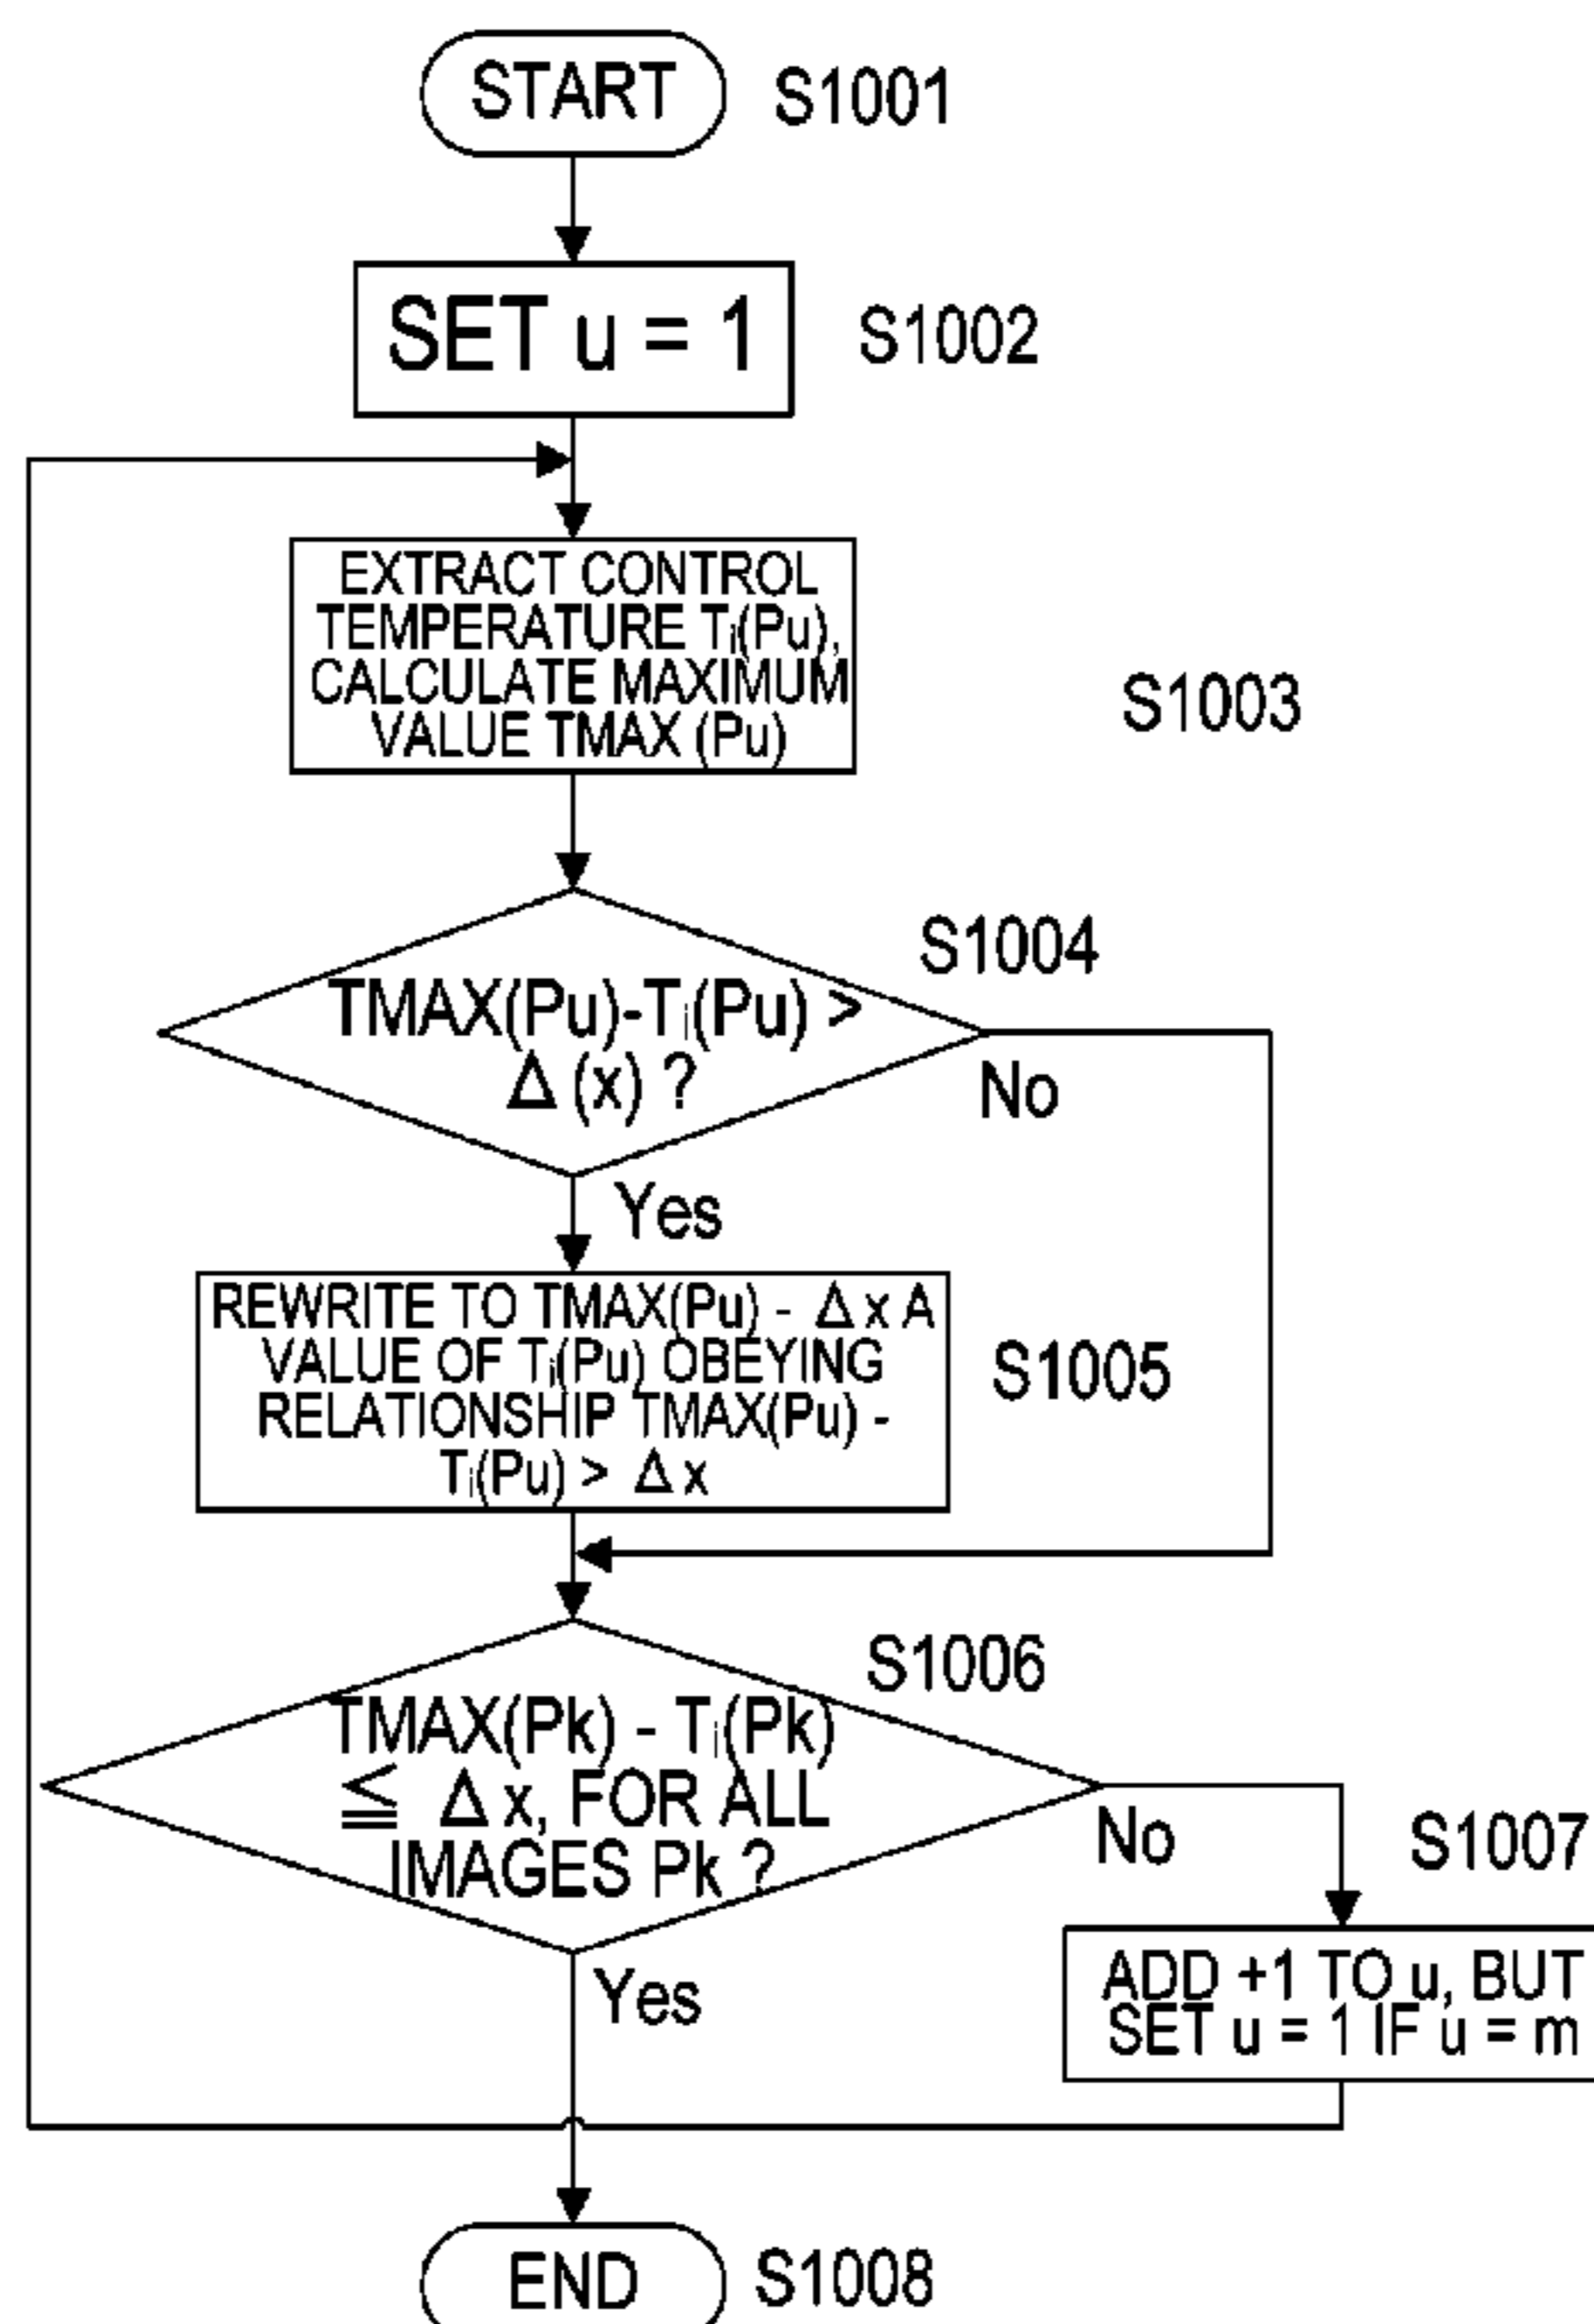 START
S1001
SET u = 1
S1002
EXTRACT CONTROL
TEMPERATURE Ti(Pu),
CALCULATE MAXIMUM
VALUE TMAX (Pu)
S1003
S1004
TMAX(Pu)-Ti(Pu) >
Δ (x) ?
No
Yes
REWRITE TO TMAX(Pu) - Δx A
VALUE OF Ti(Pu) OBEYING
RELATIONSHIP TMAX(Pu) -
Ti(Pu) > Δx
S1005
S1006
TMAX(Pk) - Ti(Pk)
≦ Δx, FOR ALL
IMAGES Pk ?
No
S1007
Yes
ADD +1 TO u, BUT
SET u = 1 IF u = m
END
S1008